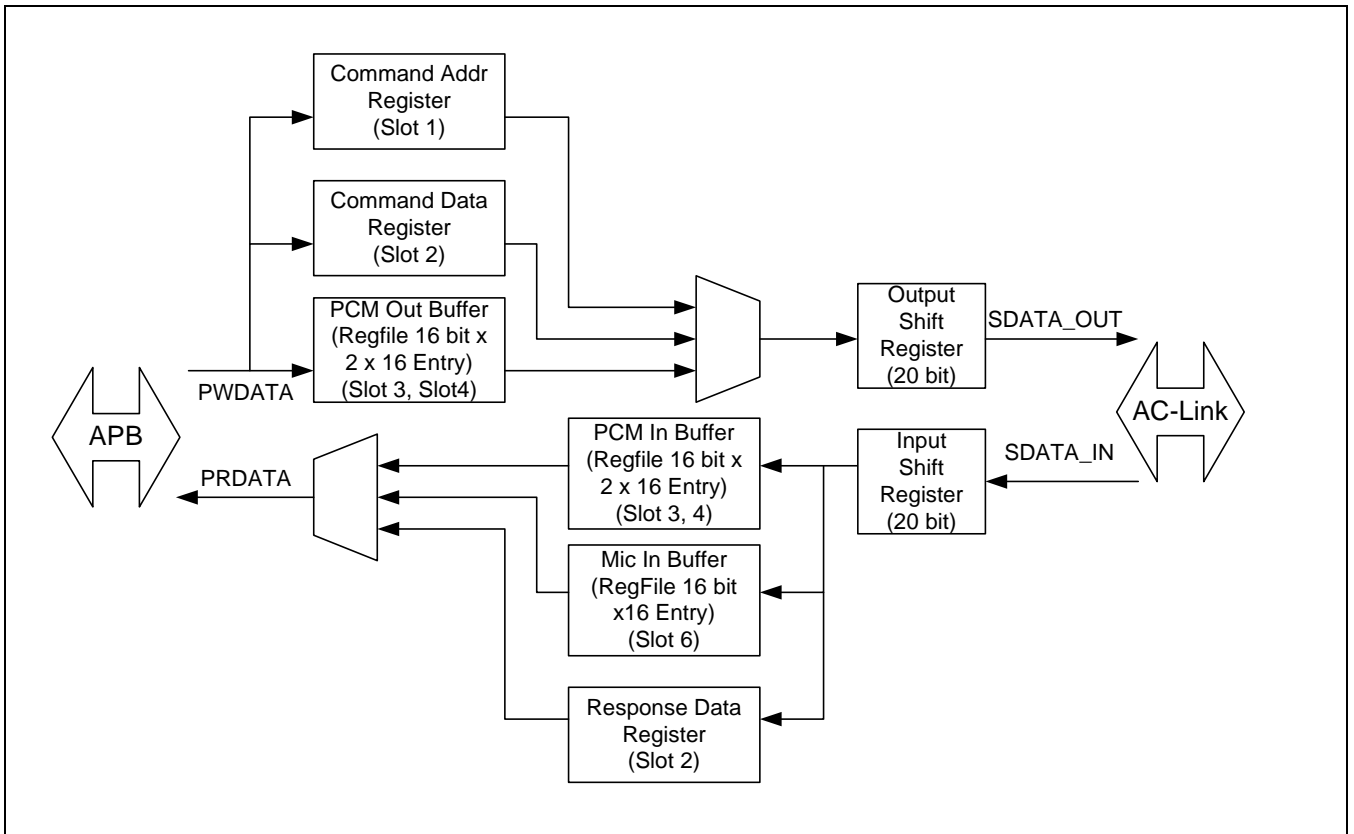 Command Addr
Register
(Slot 1)
Command Data
Register
(Slot 2)
PCM Out Buffer
(Regfile 16 bit x
2 x 16 Entry)
(Slot 3, Slot4)
PWDATA
Output
Shift
Register
(20 bit)
SDATA_OUT
APB
AC-Link
PRDATA
PCM In Buffer
(Regfile 16 bit x
2 x 16 Entry)
(Slot 3, 4)
Input
Shift
Register
(20 bit)
SDATA_IN
Mic In Buffer
(RegFile 16 bit
x16 Entry)
(Slot 6)
Response Data
Register
(Slot 2)